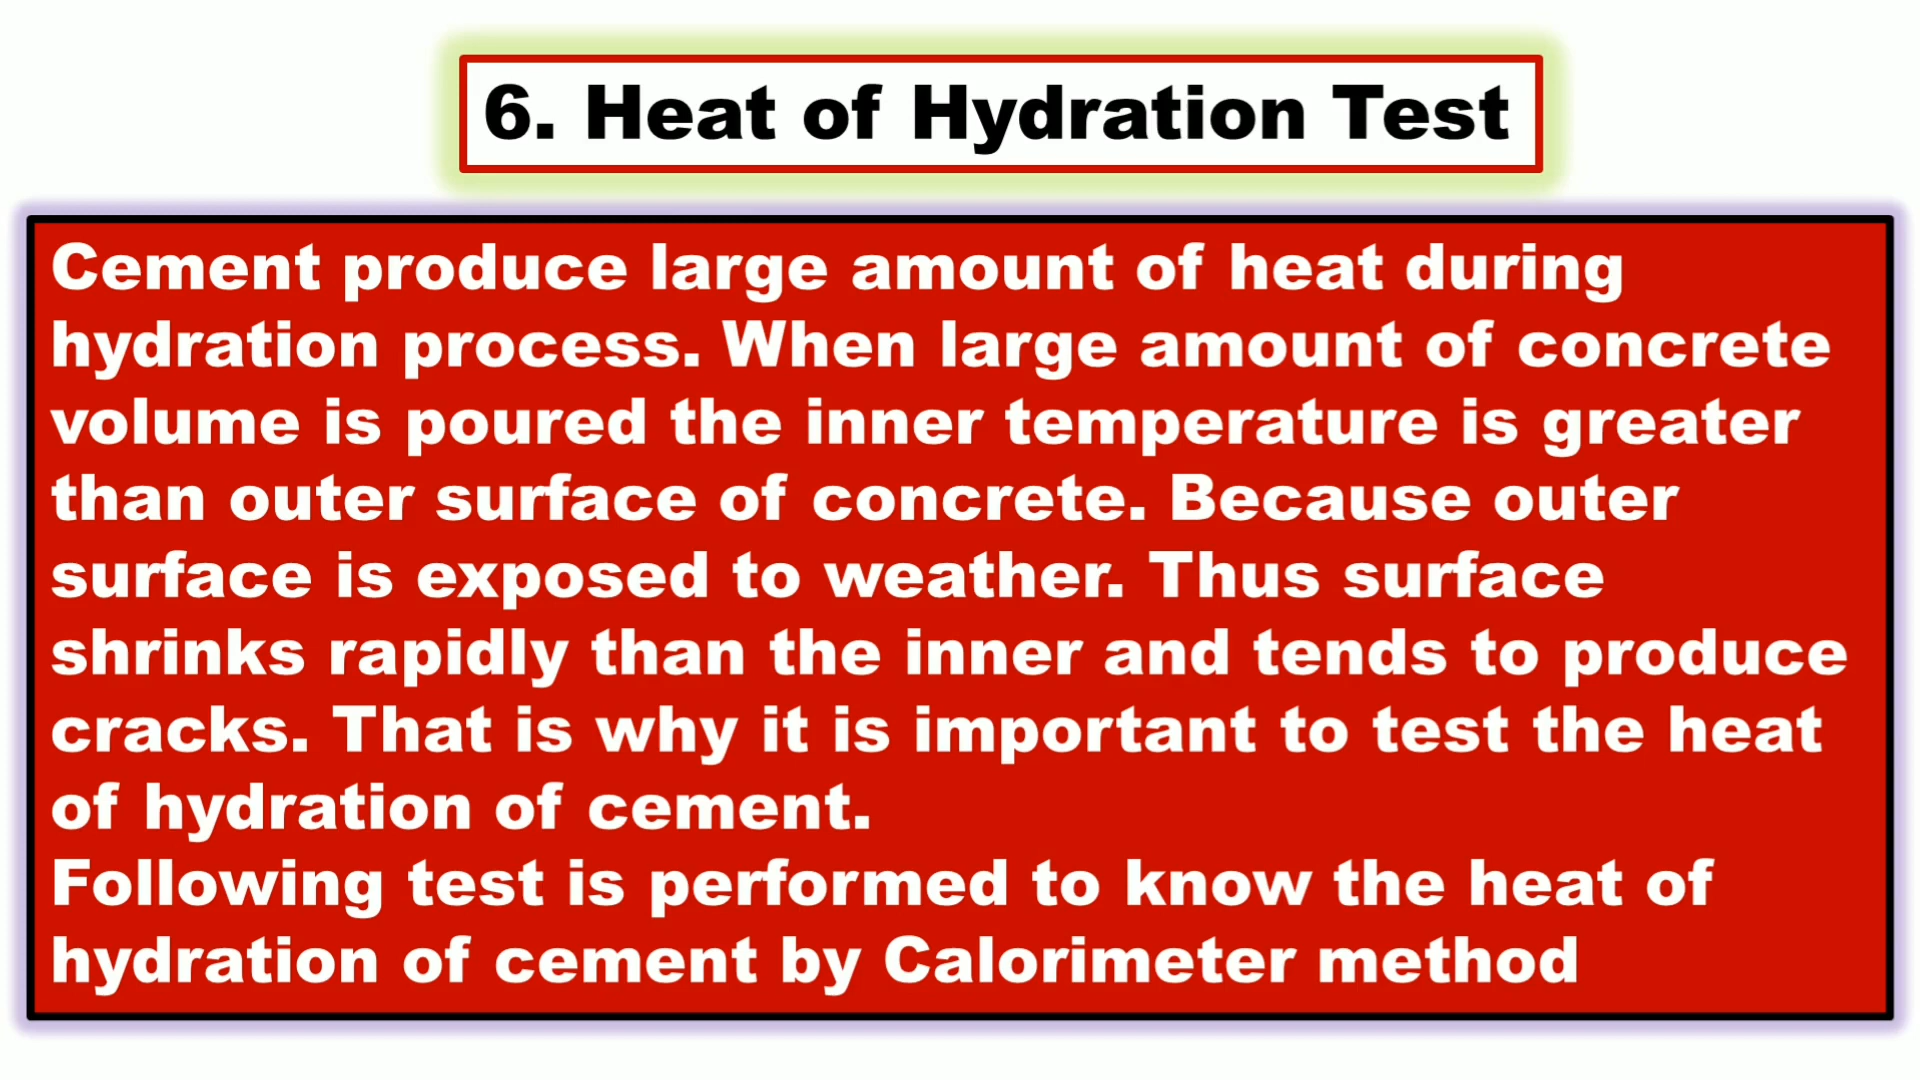 6. Heat of Hydration Test
Cement produce large amount of heat during
hydration process. When large amount of concrete
volume is poured the inner temperature is greater
than outer surface of concrete. Because outer
surface is exposed to weather. Thus surface
shrinks rapidly than the inner and tends to produce
cracks. That is why it is important to test the heat
of hydration of cement.
Following test is performed to know the heat of
hydration of cement by Calorimeter method